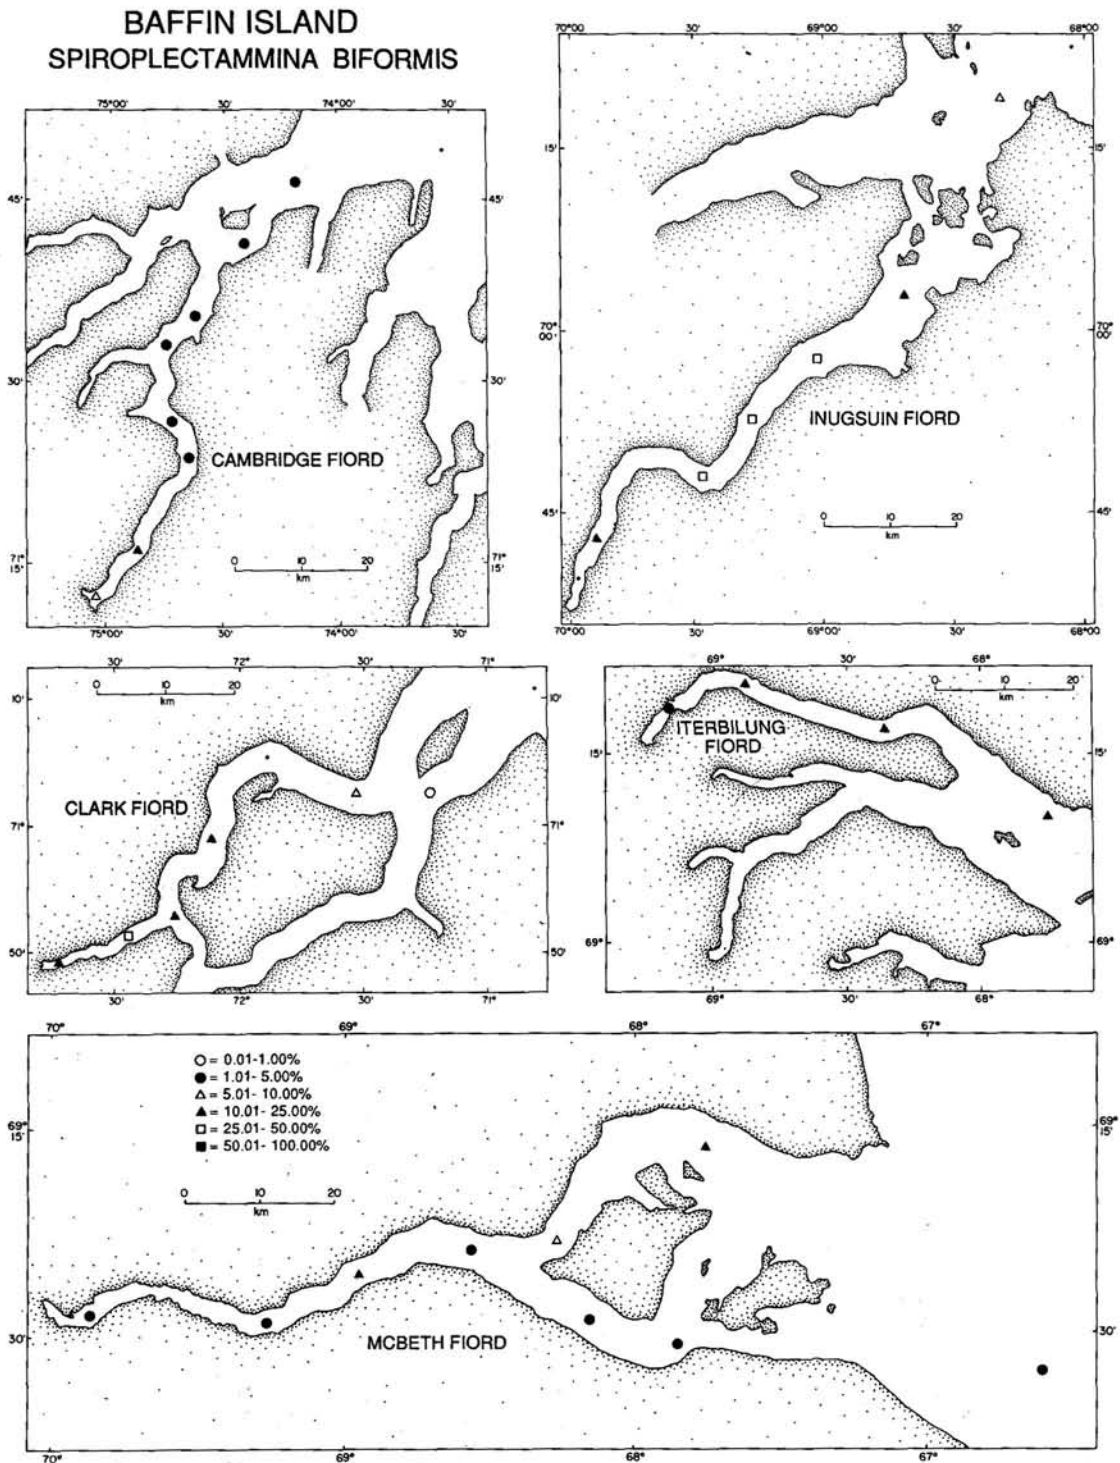 BAFFIN ISLAND
SPIROPLECTAMMINA BIFORMIS
75°00' 30' 74°00' 30'
45' 45'
30' 30'
CAMBRIDGE FIORD
0 10 20
km
71°
15'
71°
15'
75°00' 30' 74°00' 30'
70°00 30' 69°00 30' 68°00
15' 15'
70°
00'
70°
00'
INUGSUIN FIORD
0 10 20
km
45' 45'
70°00 30' 69°00 30' 68°00
30' 72° 30' 71°
0 10 20
km
10' 10'
CLARK FIORD
71° 71°
50' 50'
30' 72° 30' 71°
69° 30' 68°
0 10 20
km
ITERBILUNG
FIORD
15' 15'
69° 69°
69° 30' 68°
70° 69° 68° 67°
○ = 0.01-1.00%
● = 1.01- 5.00%
△ = 5.01- 10.00%
▲ = 10.01- 25.00%
□ = 25.01- 50.00%
■ = 50.01- 100.00%
69°
15'
69°
15'
0 10 20
km
30' 30'
MCBETH FIORD
70° 69° 68° 67°